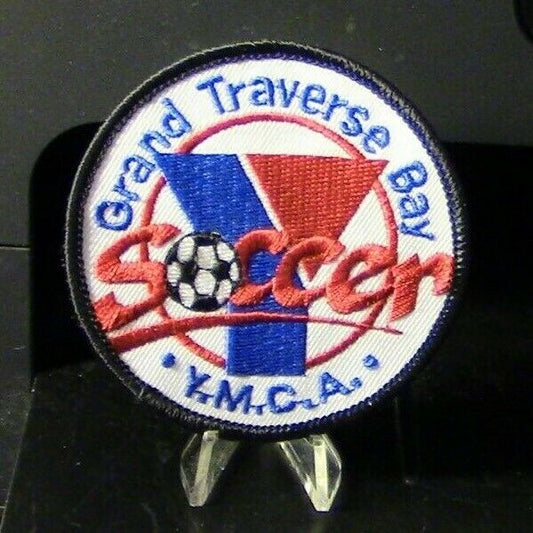 Grand Traverse Bay
Soccer
Y.M.C.A.